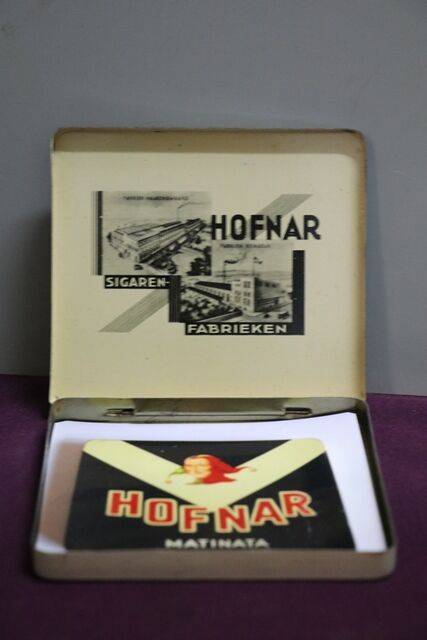 HOFNAR
SIGAREN-
FABRIEKEN
HOFNAR
MATINATA